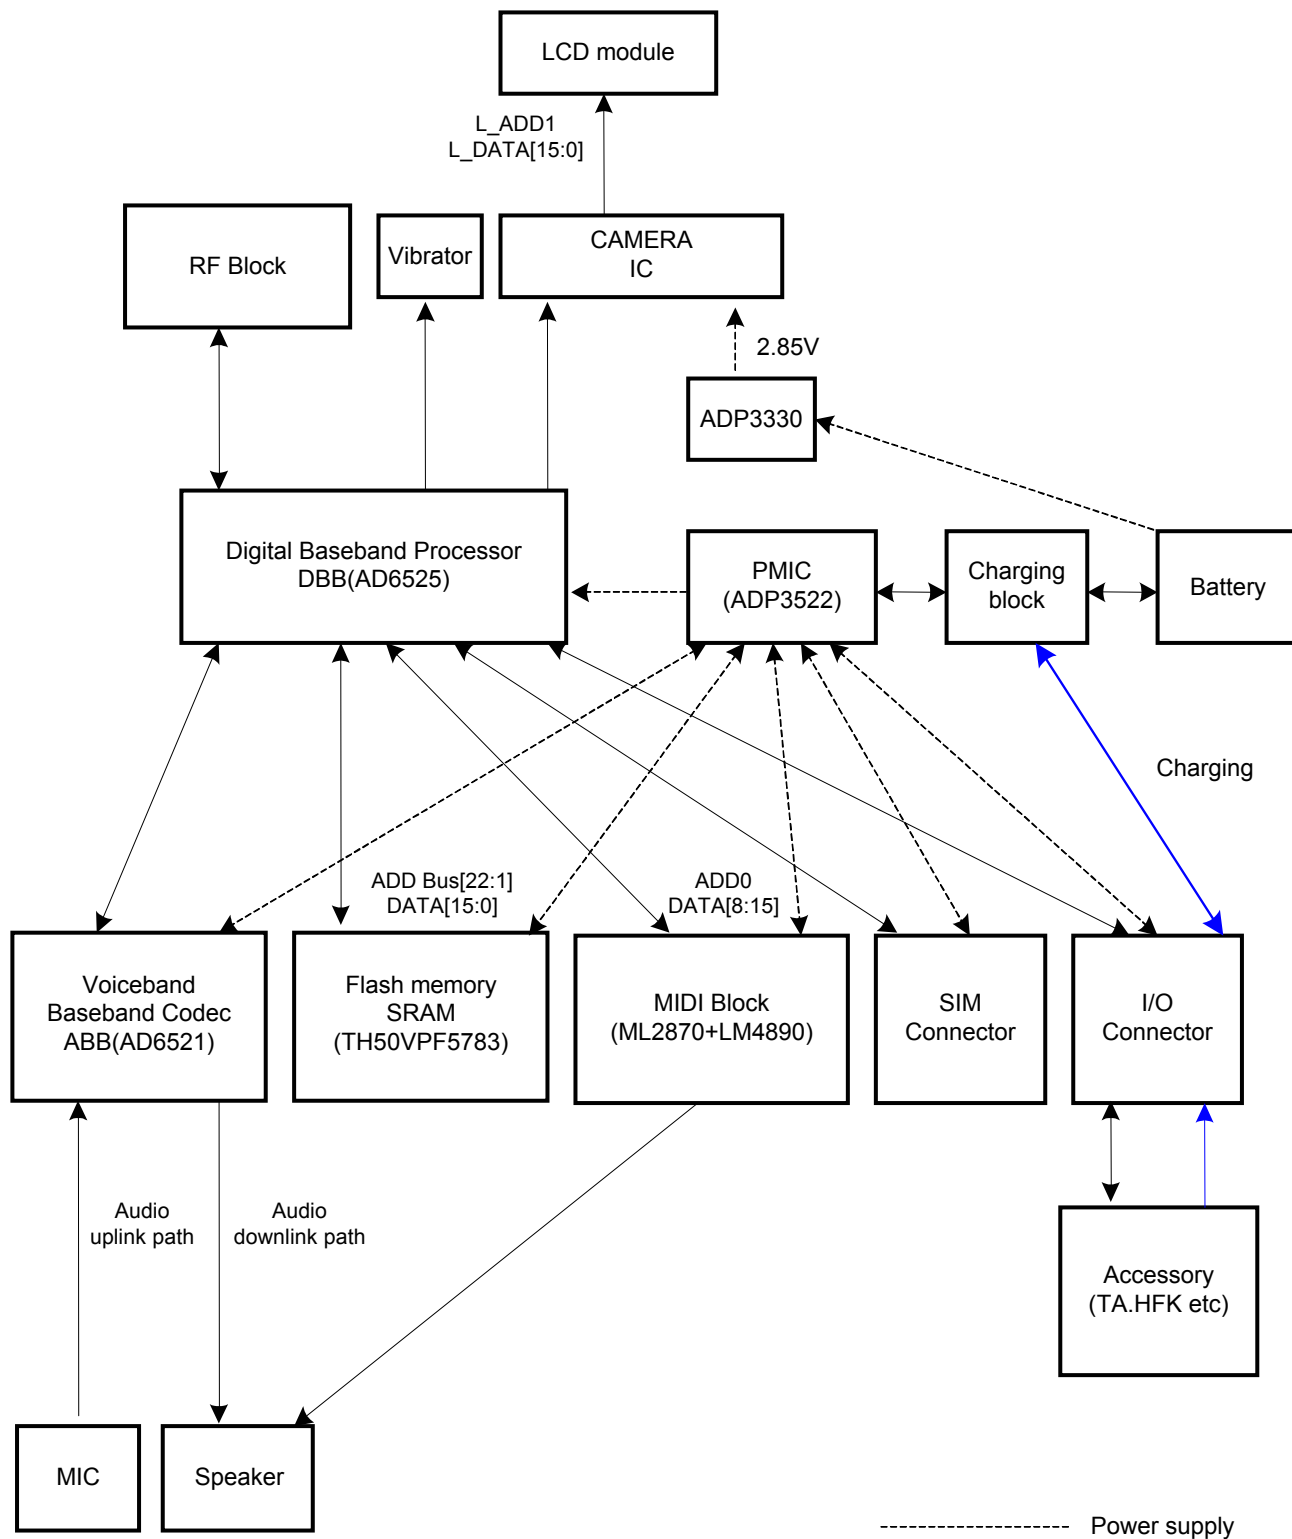 LCD module
L_ADD1
L_DATA[15:0]
RF Block
Vibrator
CAMERA
IC
2.85V
ADP3330
Digital Baseband Processor
DBB(AD6525)
PMIC
(ADP3522)
Charging
block
Battery
Charging
ADD Bus[22:1]
DATA[15:0]
ADD0
DATA[8:15]
Voiceband
Baseband Codec
ABB(AD6521)
Flash memory
SRAM
(TH50VPF5783)
MIDI Block
(ML2870+LM4890)
SIM
Connector
I/O
Connector
Audio
uplink path
Audio
downlink path
Accessory
(TA.HFK etc)
MIC
Speaker
Power supply